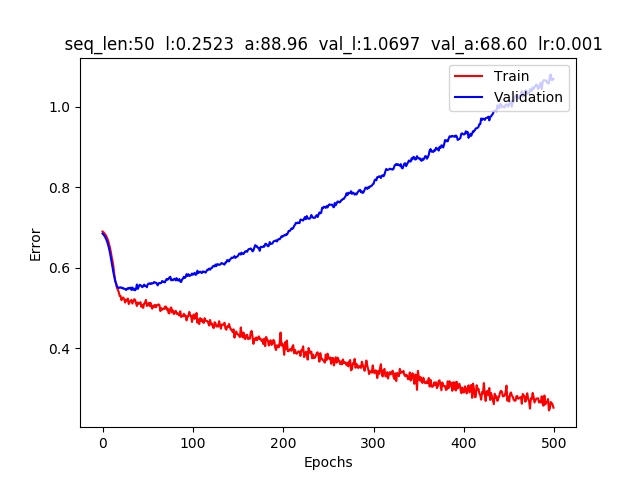 seq_len:50  l:0.2523  a:88.96  val_l:1.0697  val_a:68.60  lr:0.001
Train
Validation
1.0
0.8
0.6
0.4
Error
0 100 200 300 400 500
Epochs